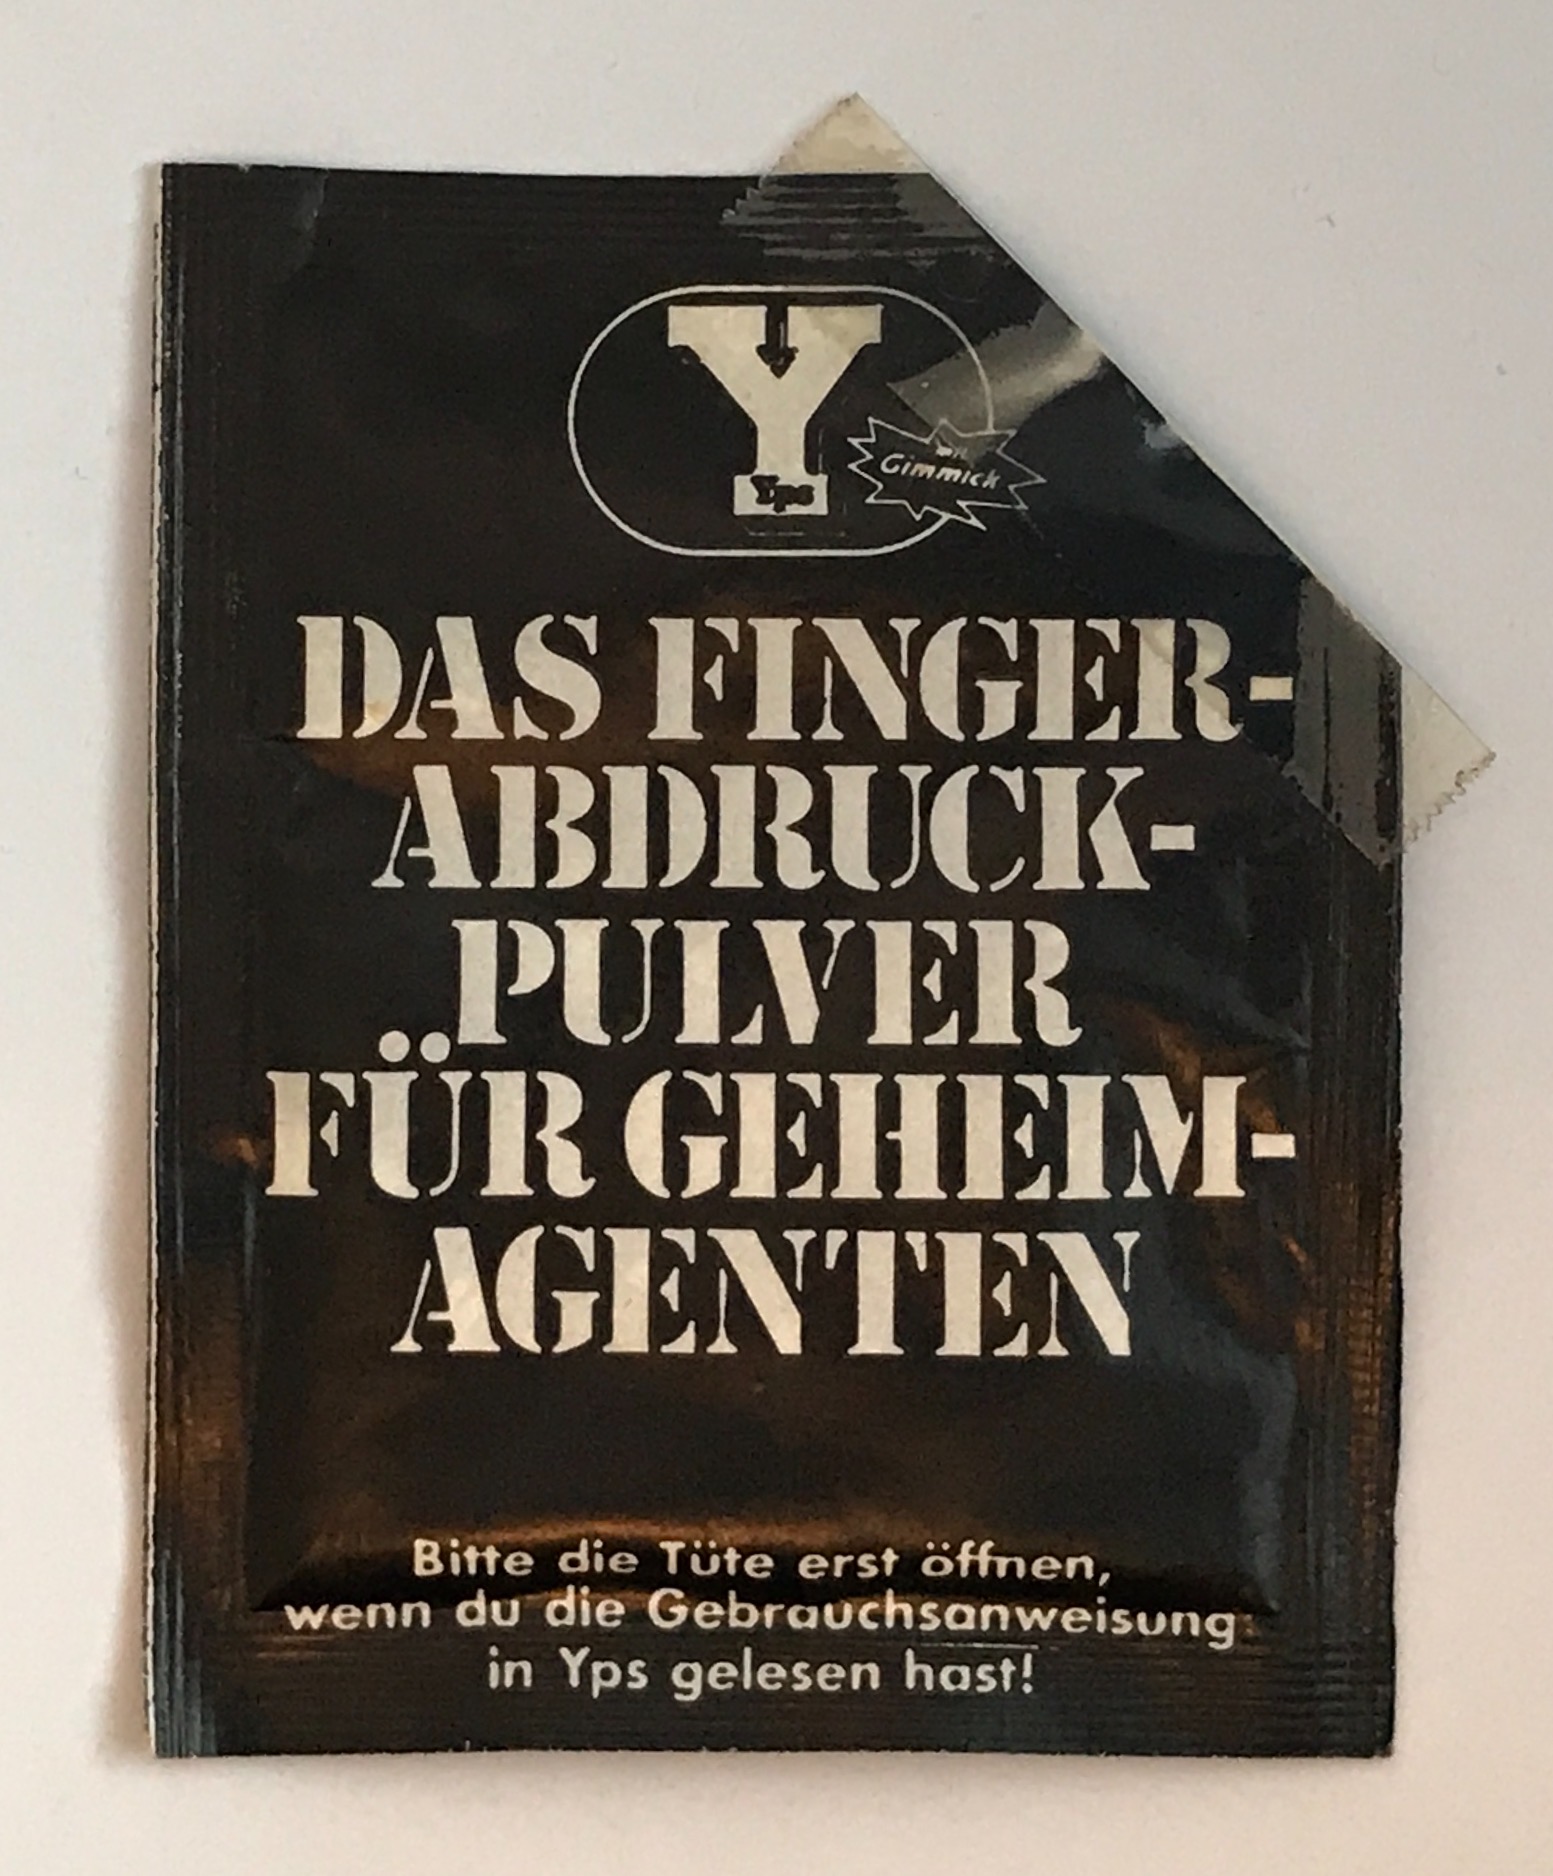 Y
Yps
mit
Gimmick
DAS FINGER-
ABDRUCK-
PULVER
FÜR GEHEIM-
AGENTEN
Bitte die Tüte erst öffnen,
wenn du die Gebrauchsanweisung
in Yps gelesen hast!